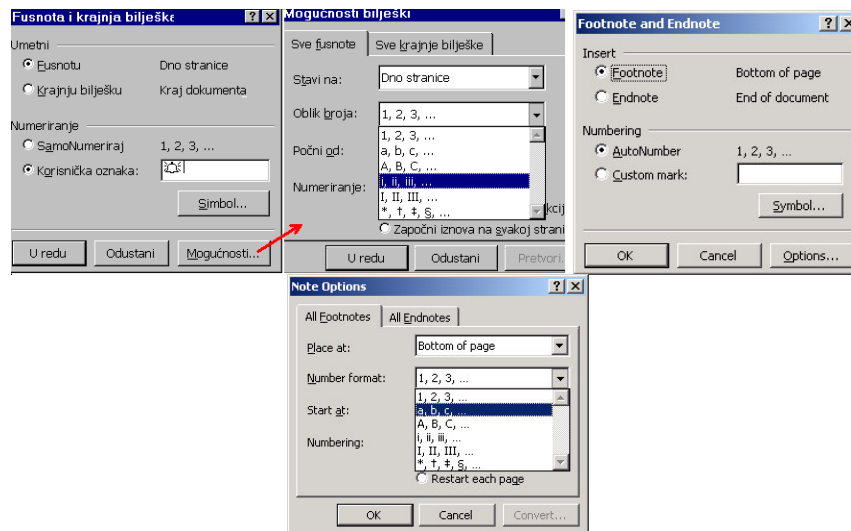 Fusnota i krajnja bilješka
Umetni
Fusnotu Dno stranice
Krajnju bilješku Kraj dokumenta
Numeriranje
SamoNumeriraj 1, 2, 3, ...
Korisnička oznaka:
Simbol...
U redu Odustani Mogućnosti...
Mogućnosti bilješki
Sve fusnote Sve krajnje bilješke
Stavi na: Dno stranice
Oblik broja: 1, 2, 3, ...
1, 2, 3, ...
a, b, c, ...
Počni od:
A, B, C, ...
i, ii, iii, ...
Numeriranje:
I, II, III, ...
*, †, ‡, §, ...
Započni iznova na svakoj strani
U redu Odustani Pretvori.
Footnote and Endnote
Insert
Footnote Bottom of page
Endnote End of document
Numbering
AutoNumber 1, 2, 3, ...
Custom mark:
Symbol...
OK Cancel Options...
Note Options
All Footnotes All Endnotes
Place at: Bottom of page
Number format: 1, 2, 3, ...
1, 2, 3, ...
Start at: a, b, c, ...
A, B, C, ...
Numbering: i, ii, iii, ...
I, II, III, ...
*, †, ‡, §, ...
Restart each page
OK Cancel Convert...